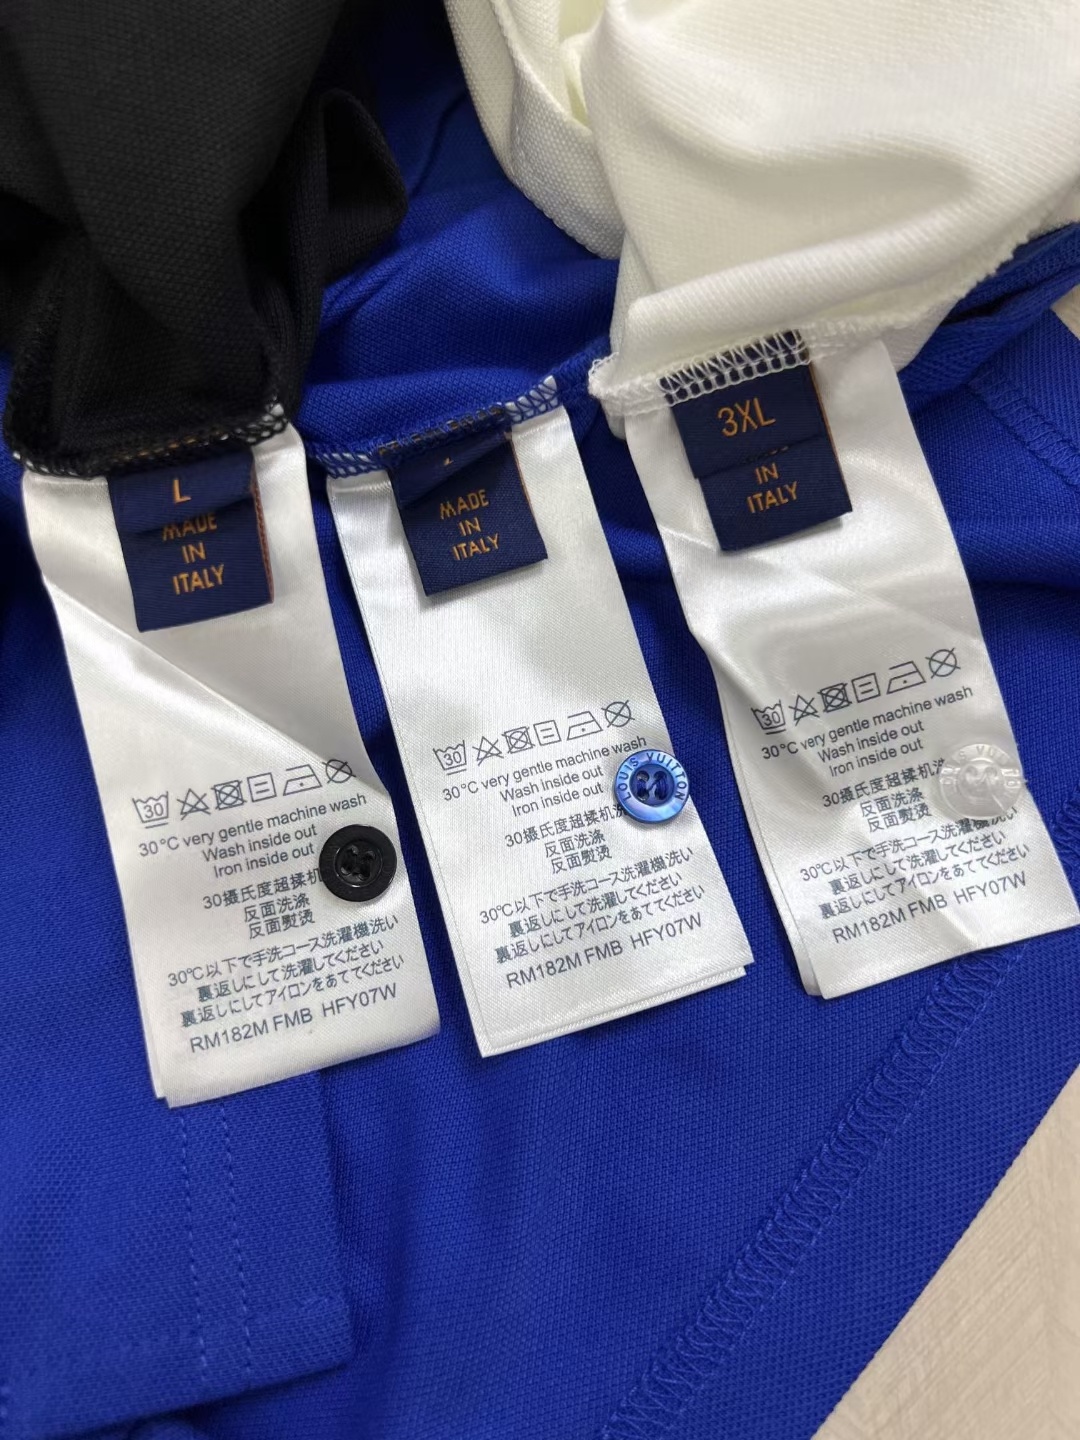 L
MADE
IN
ITALY
30
30°C very gentle machine wash
Wash inside out
Iron inside out
30摄氏度超揉机
反面洗涤
反面熨烫
30℃以下で手洗コース洗濯機洗い
裏返しにして洗濯してください
裏返しにしてアイロンをあててください
RM182M FMB HFY07W
MADE
IN
ITALY
30
30°C very gentle machine wash
Wash inside out
Iron inside out
LOUIS VUITTON
30摄氏度超揉机
反面洗涤
反面熨烫
30℃以下で手洗コース洗濯機洗い
裏返しにして洗濯してください
裏返しにしてアイロンをあててください
RM182M FMB HFY07W
3XL
IN
ITALY
30
30°C very gentle machine wash
Wash inside out
Iron inside out
LOUIS VUITTON
30摄氏度超揉机洗
反面洗涤
反面熨烫
30℃以下で手洗コース洗濯機洗い
裏返しにして洗濯してください
裏返しにしてアイロンをあててください
RM182M FMB HFY07W